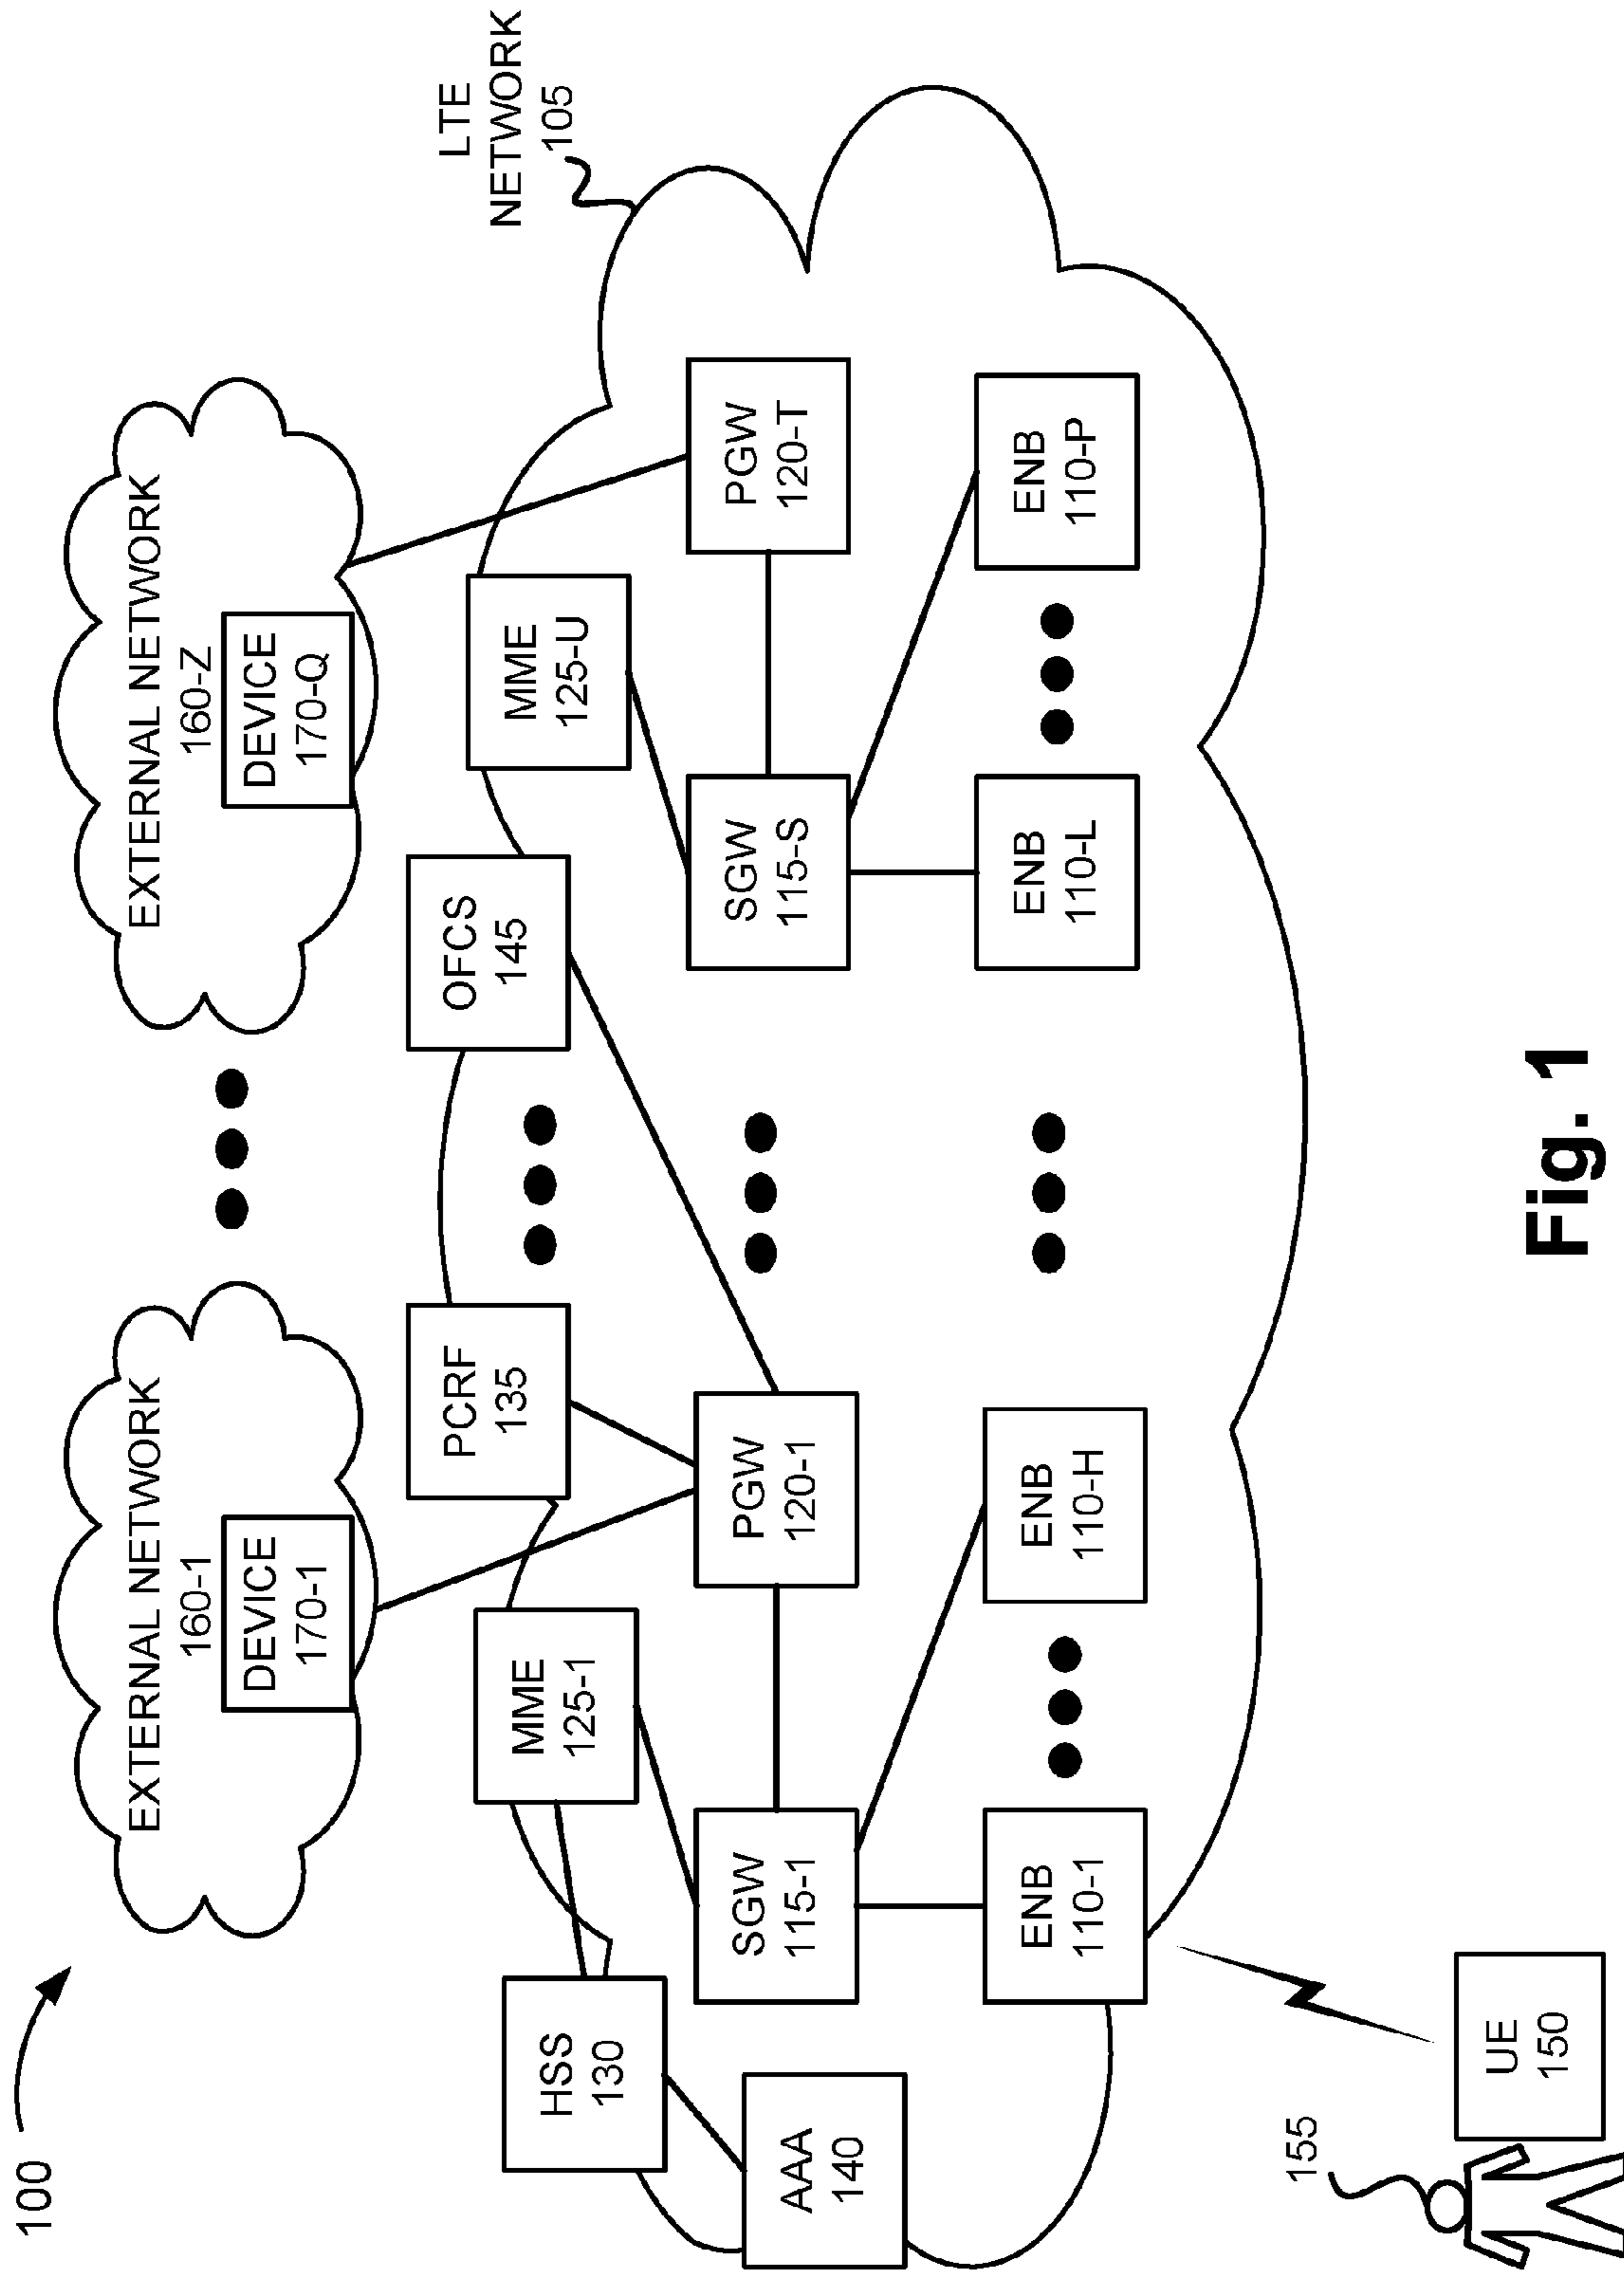 100
EXTERNAL NETWORK
160-1
DEVICE
170-1
EXTERNAL NETWORK
160-Z
DEVICE
170-Q
LTE
NETWORK
105
HSS
130
MME
125-1
PCRF
135
OFCS
145
MME
125-U
AAA
140
SGW
115-1
PGW
120-1
SGW
115-S
PGW
120-T
ENB
110-1
ENB
110-H
ENB
110-L
ENB
110-P
155
UE
150
Fig. 1